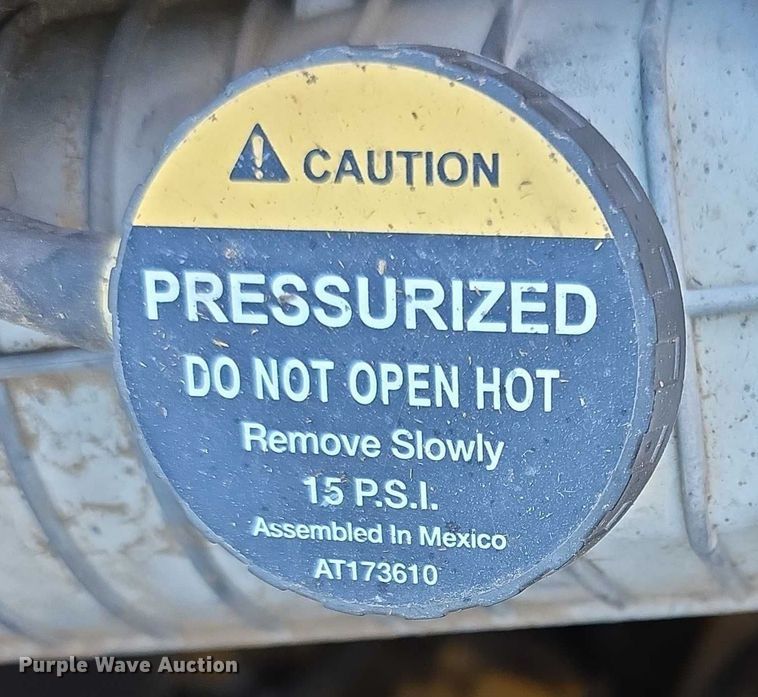 CAUTION
PRESSURIZED
DO NOT OPEN HOT
Remove Slowly
15 P.S.I.
Assembled In Mexico
AT173610
Purple Wave Auction